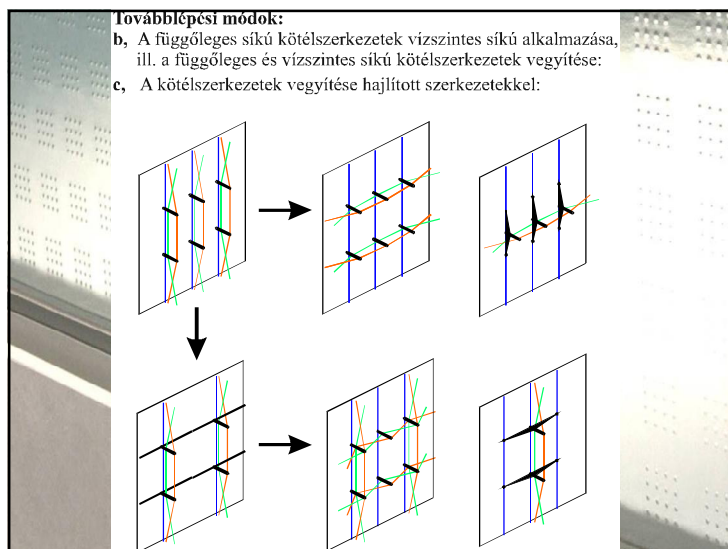 Továbblépési módok:
b, A függőleges síkú kötélszerkezetek vízszintes síkú alkalmazása,
ill. a függőleges és vízszintes síkú kötélszerkezetek vegyítése:
c, A kötélszerkezetek vegyítése hajlított szerkezetekkel: